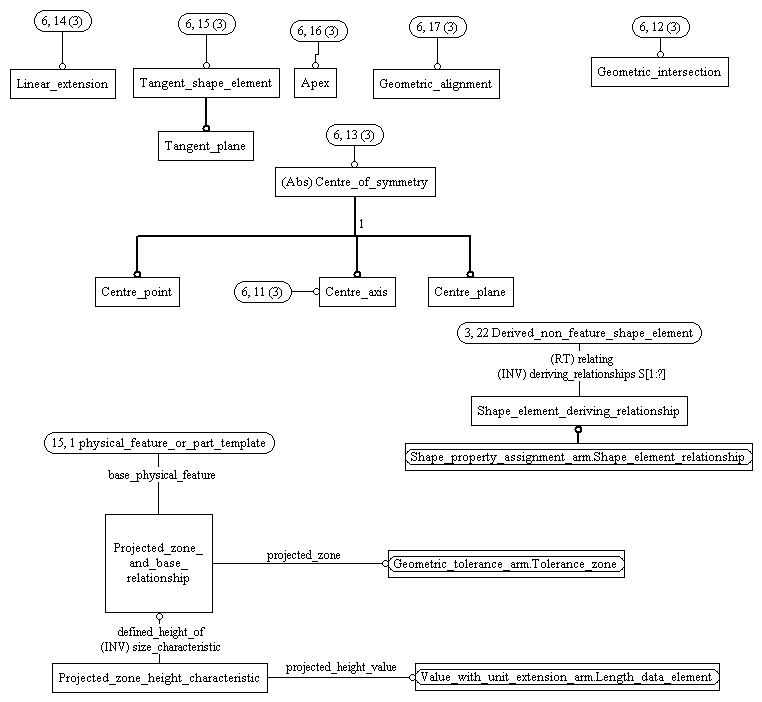 6, 14 (3)
6, 15 (3)
6, 16 (3)
6, 17 (3)
6, 12 (3)
Linear_extension
Tangent_shape_element
Apex
Geometric_alignment
Geometric_intersection
Tangent_plane
6, 13 (3)
(Abs) Centre_of_symmetry
1
Centre_point
6, 11 (3)
Centre_axis
Centre_plane
3, 22 Derived_non_feature_shape_element
(RT) relating
(INV) deriving_relationships S[1:?]
Shape_element_deriving_relationship
Shape_property_assignment_arm.Shape_element_relationship
15, 1 physical_feature_or_part_template
base_physical_feature
Projected_zone_
and_base_
relationship
projected_zone
Geometric_tolerance_arm.Tolerance_zone
defined_height_of
(INV) size_characteristic
Projected_zone_height_characteristic
projected_height_value
Value_with_unit_extension_arm.Length_data_element